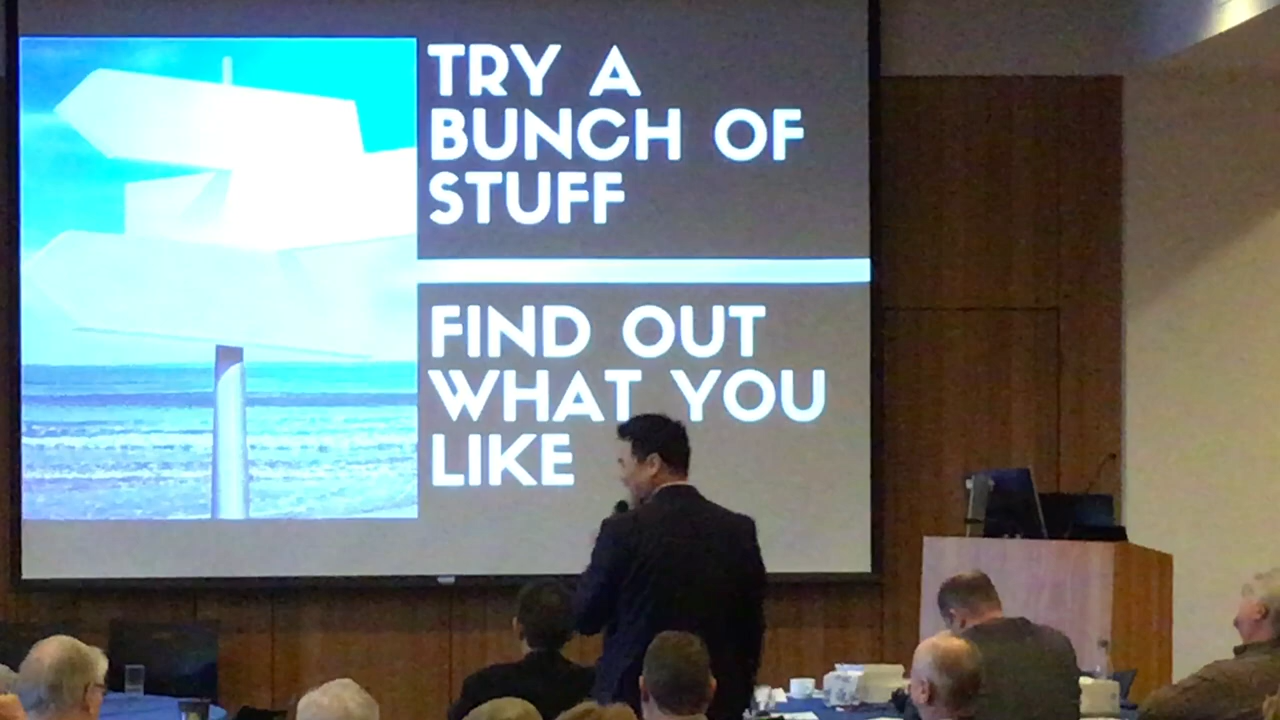 TRY A
BUNCH OF
STUFF
FIND OUT
WHAT YOU
LIKE